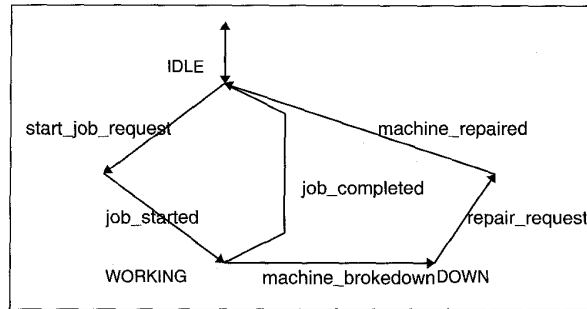 IDLE
start_job_request
machine_repaired
job_completed
job_started
repair_request
WORKING
machine_brokedown
DOWN